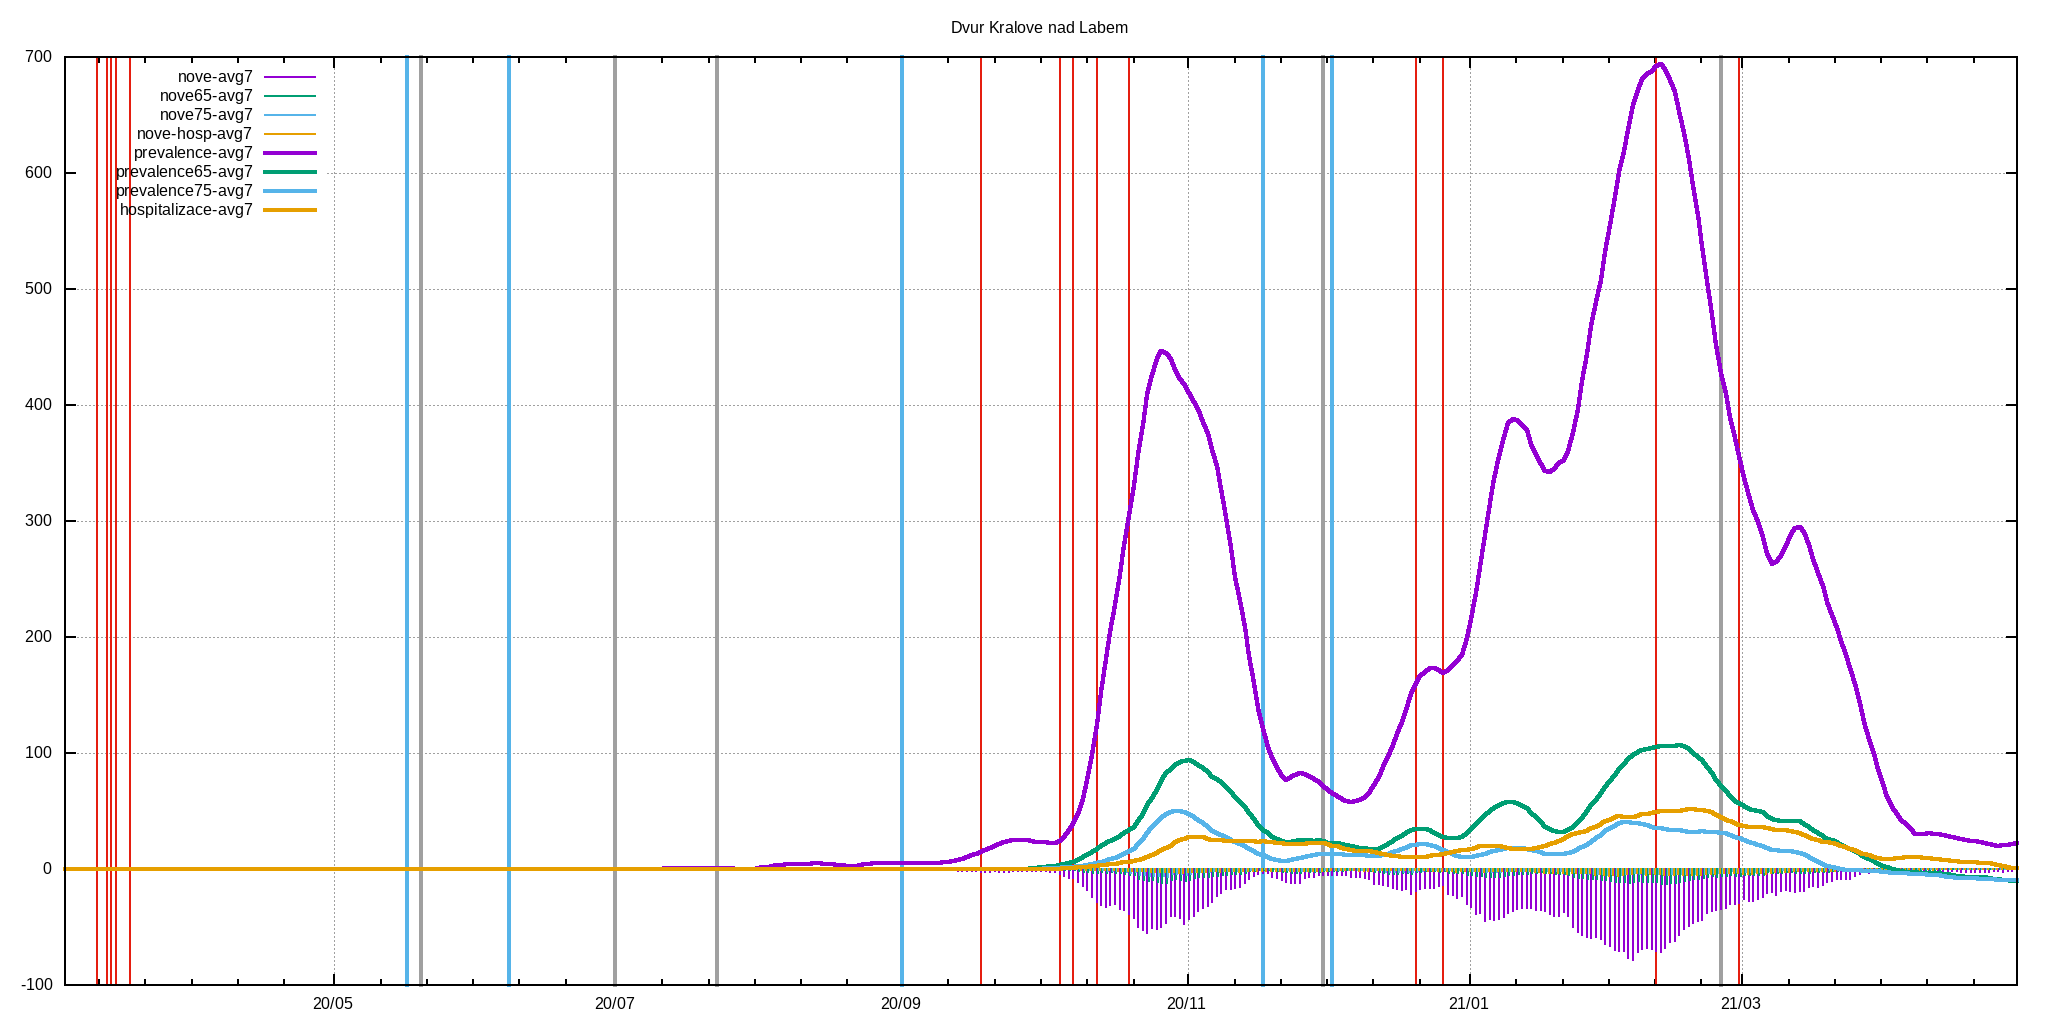 Dvur Kralove nad Labem
700
600
500
400
300
200
100
0
-100
nove-avg7
nove65-avg7
nove75-avg7
nove-hosp-avg7
prevalence-avg7
prevalence65-avg7
prevalence75-avg7
hospitalizace-avg7
20/05
20/07
20/09
20/11
21/01
21/03